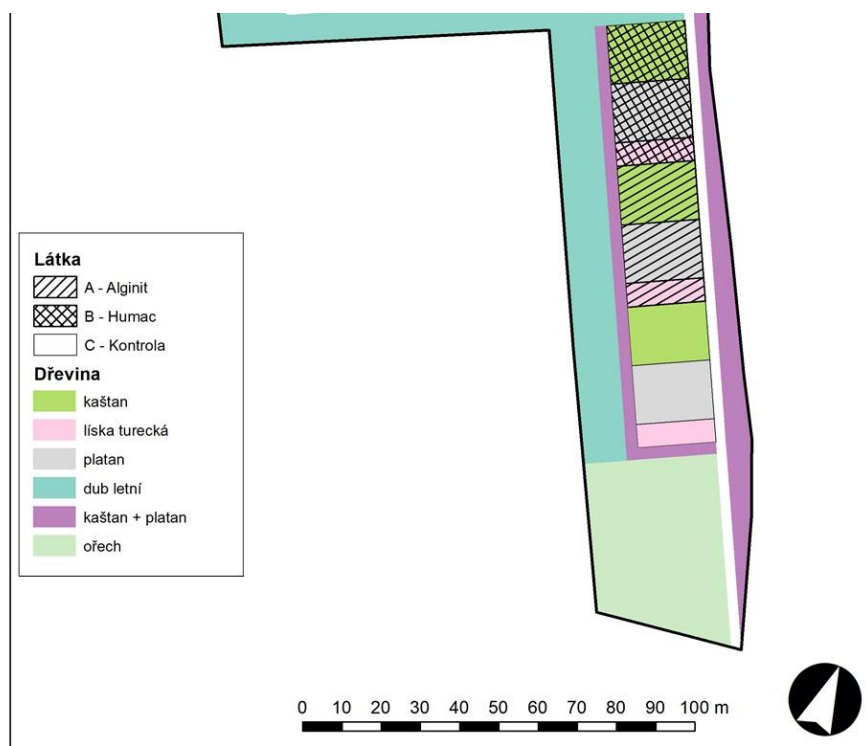 Látka
A - Alginit
B - Humac
C - Kontrola
Dřevina
kaštan
líska turecká
platan
dub letní
kaštan + platan
ořech
0 10 20 30 40 50 60 70 80 90 100 m